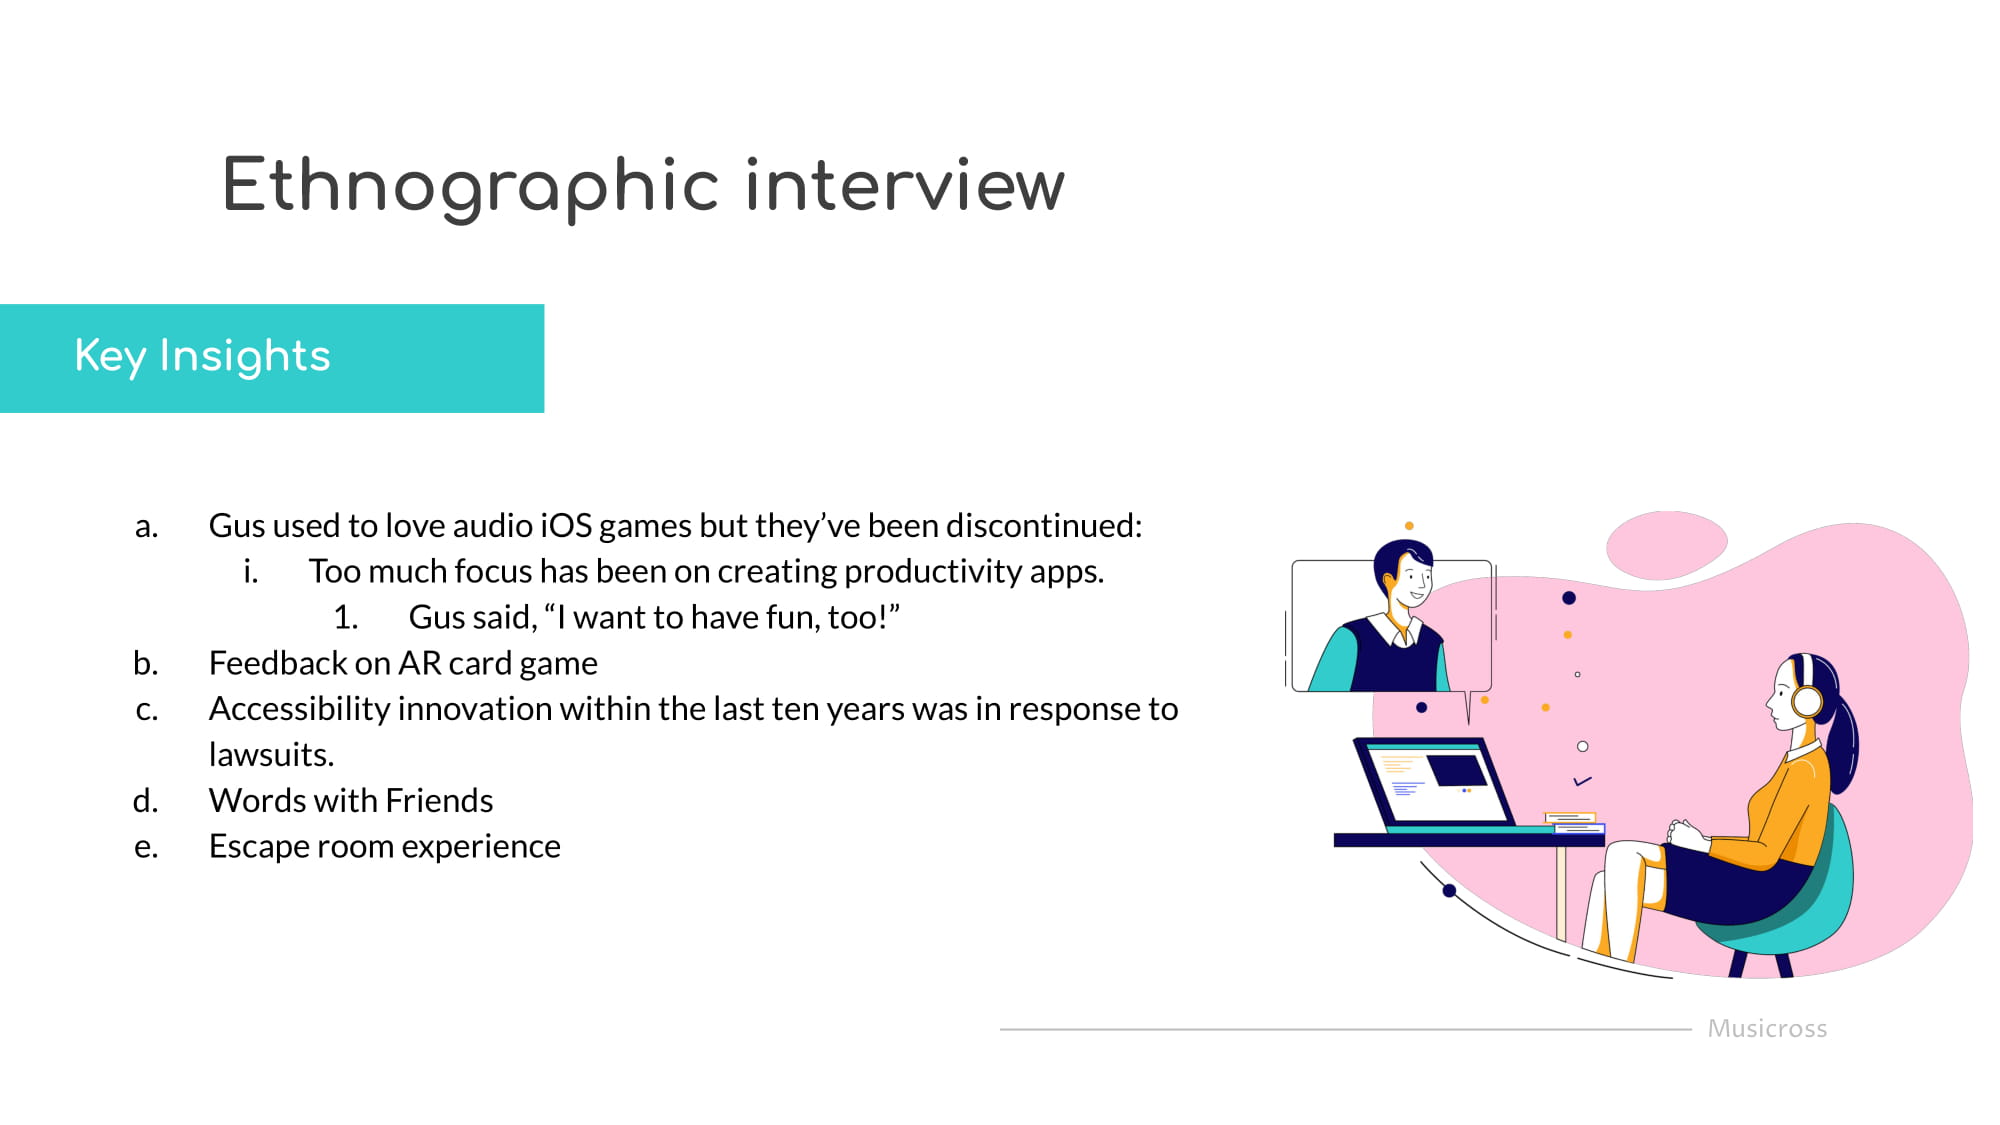 Ethnographic interview
Key Insights
a. Gus used to love audio iOS games but they’ve been discontinued:
i. Too much focus has been on creating productivity apps.
1. Gus said, “I want to have fun, too!”
b. Feedback on AR card game
c. Accessibility innovation within the last ten years was in response to
lawsuits.
d. Words with Friends
e. Escape room experience
Musicross